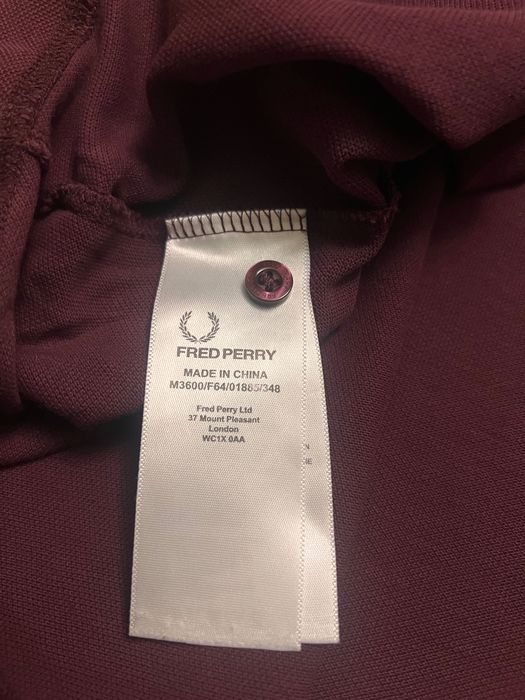 FRED PERRY
MADE IN CHINA
M3600/F64/01885/348
Fred Perry Ltd
37 Mount Pleasant
London
WC1X 0AA